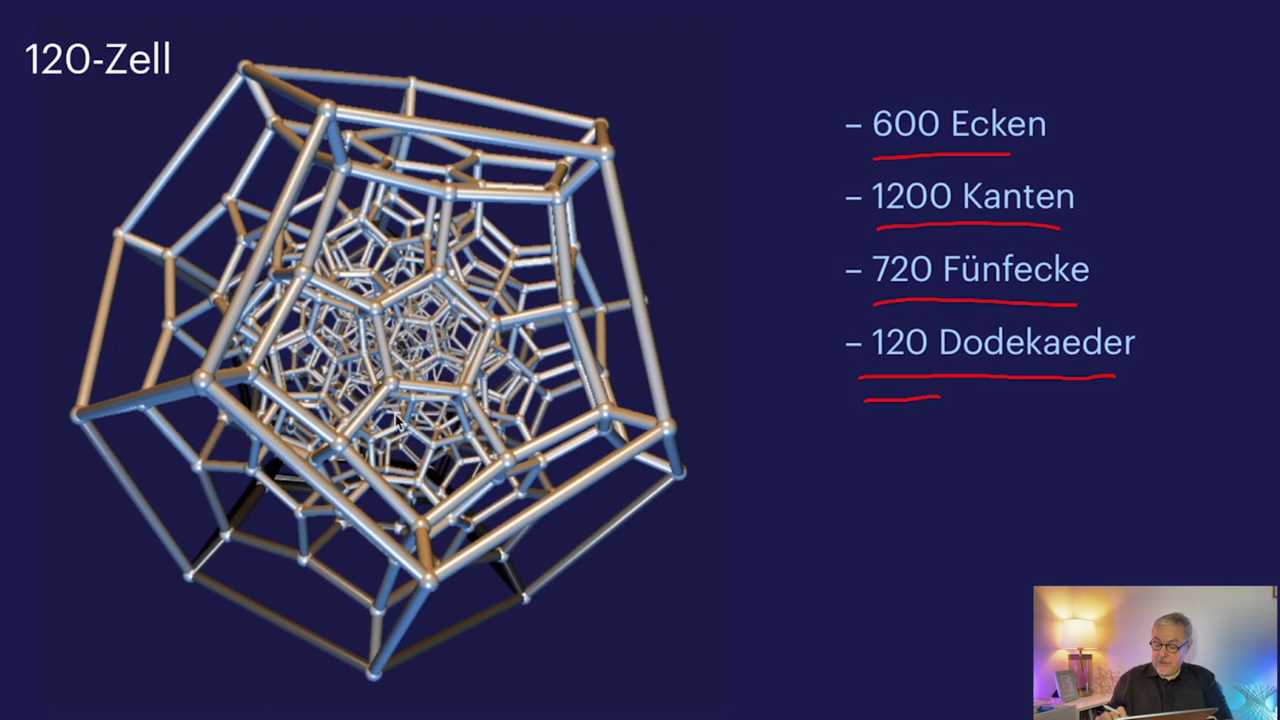 120-Zell
– 600 Ecken
– 1200 Kanten
– 720 Fünfecke
– 120 Dodekaeder